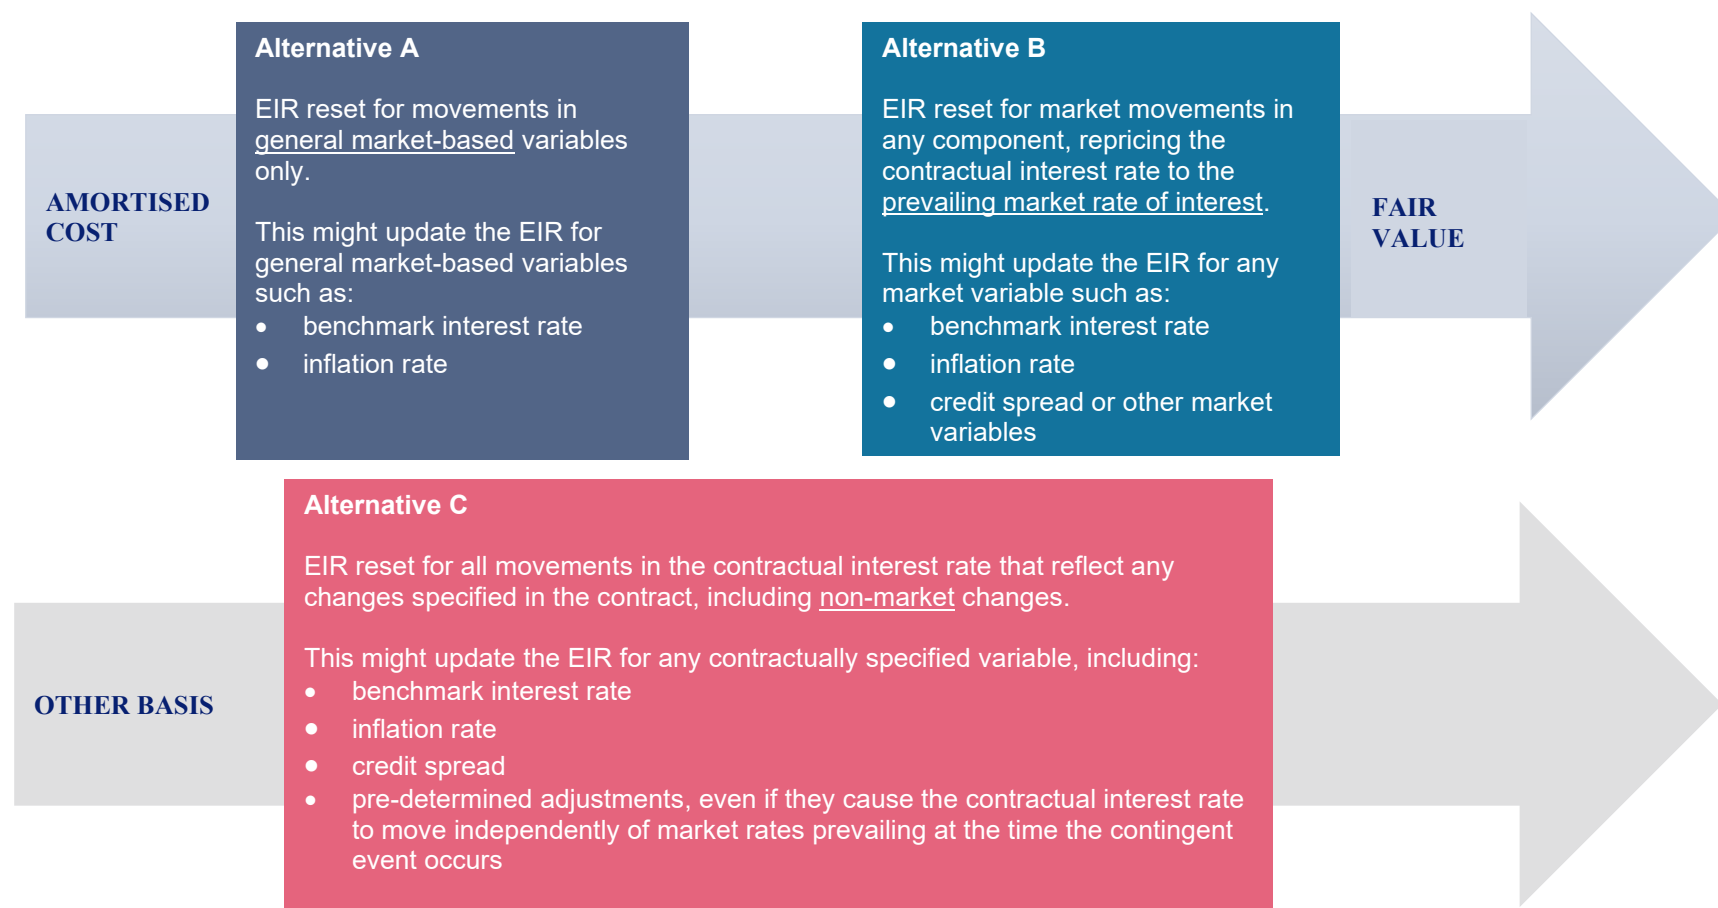 AMORTISED
COST
Alternative A
EIR reset for movements in
general market-based variables
only.
This might update the EIR for
general market-based variables
such as:
• benchmark interest rate
• inflation rate
Alternative B
EIR reset for market movements in
any component, repricing the
contractual interest rate to the
prevailing market rate of interest.
This might update the EIR for any
market variable such as:
• benchmark interest rate
• inflation rate
• credit spread or other market
variables
FAIR
VALUE
OTHER BASIS
Alternative C
EIR reset for all movements in the contractual interest rate that reflect any
changes specified in the contract, including non-market changes.
This might update the EIR for any contractually specified variable, including:
• benchmark interest rate
• inflation rate
• credit spread
• pre-determined adjustments, even if they cause the contractual interest rate
to move independently of market rates prevailing at the time the contingent
event occurs